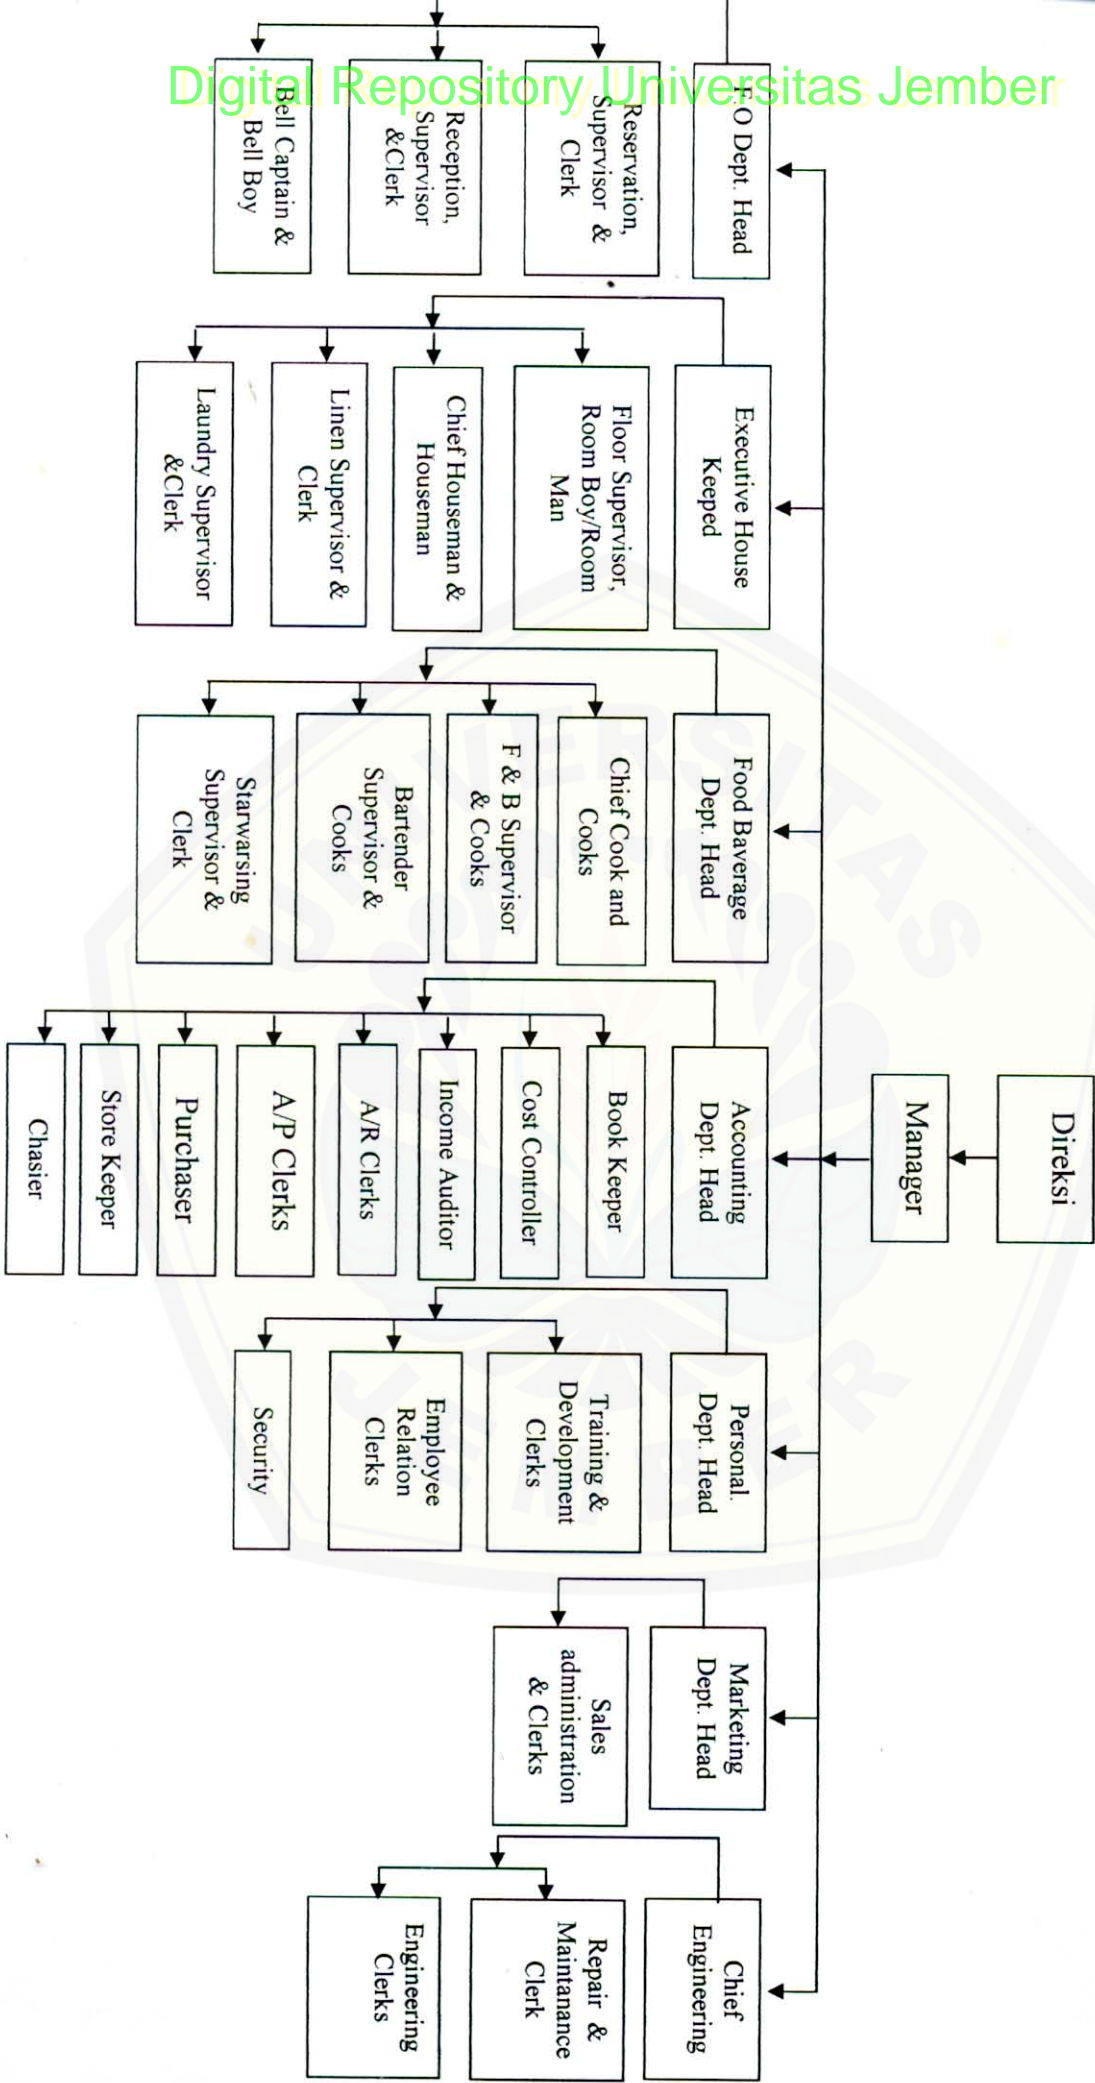 Digital Repository Universitas Jember
Direksi
Manager
F.O Dept. Head
Reservation,
Supervisor &
Clerk
Reception,
Supervisor
&Clerk
Bell Captain &
Bell Boy
Executive House
Keeped
Floor Supervisor,
Room Boy/Room
Man
Chief Houseman &
Houseman
Linen Supervisor &
Clerk
Laundry Supervisor
&Clerk
Food Baverage
Dept. Head
Chief Cook and
Cooks
F & B Supervisor
& Cooks
Bartender
Supervisor &
Cooks
Starwarsing
Supervisor &
Clerk
Accounting
Dept. Head
Book Keeper
Cost Controller
Income Auditor
A/R Clerks
A/P Clerks
Purchaser
Store Keeper
Chasier
Personal.
Dept. Head
Training &
Development
Clerks
Employee
Relation
Clerks
Security
Marketing
Dept. Head
Sales
administration
& Clerks
Chief
Engineering
Repair &
Maintanance
Clerk
Engineering
Clerks
UNIVERSITAS
JEMBER